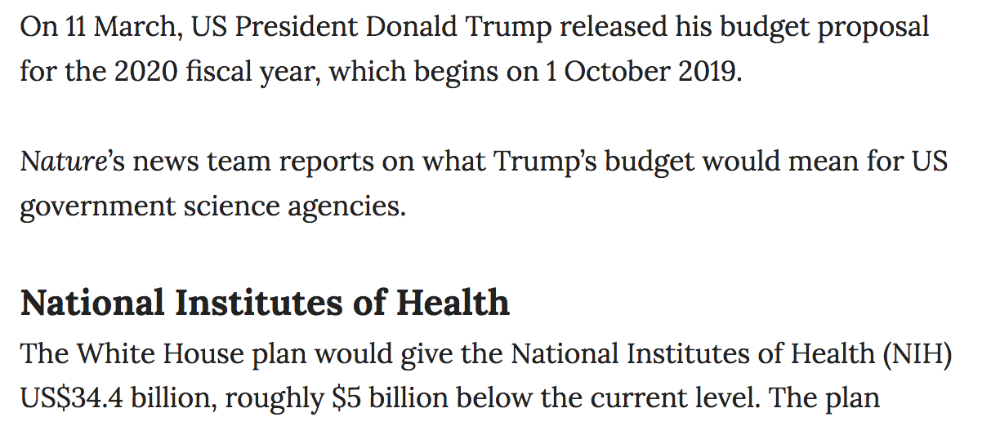 On 11 March, US President Donald Trump released his budget proposal
for the 2020 fiscal year, which begins on 1 October 2019.
Nature’s news team reports on what Trump’s budget would mean for US
government science agencies.
National Institutes of Health
The White House plan would give the National Institutes of Health (NIH)
US$34.4 billion, roughly $5 billion below the current level. The plan